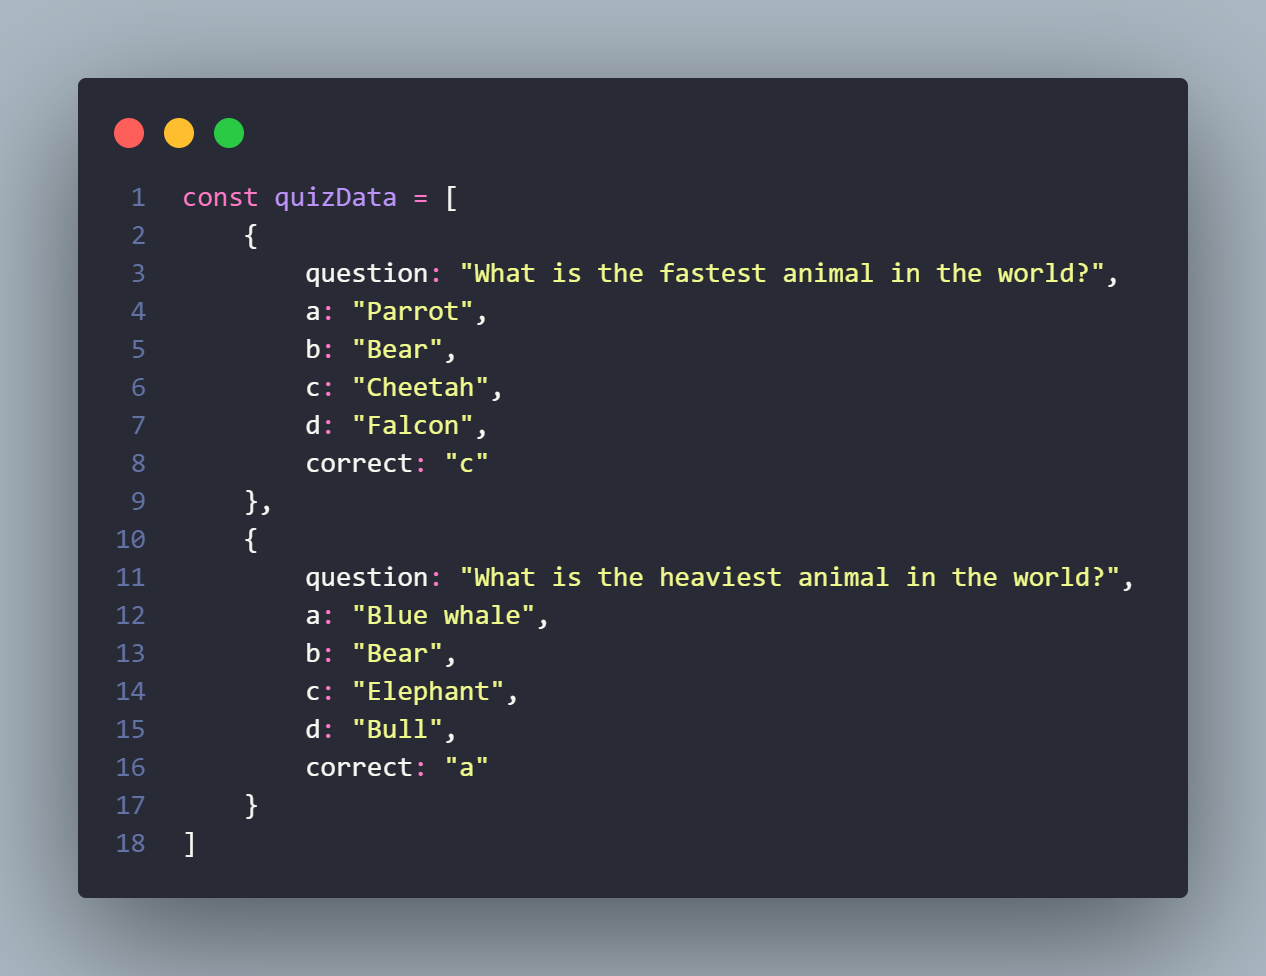 1 const quizData = [
2     {
3         question: "What is the fastest animal in the world?",
4         a: "Parrot",
5         b: "Bear",
6         c: "Cheetah",
7         d: "Falcon",
8         correct: "c"
9     },
10     {
11         question: "What is the heaviest animal in the world?",
12         a: "Blue whale",
13         b: "Bear",
14         c: "Elephant",
15         d: "Bull",
16         correct: "a"
17     }
18 ]